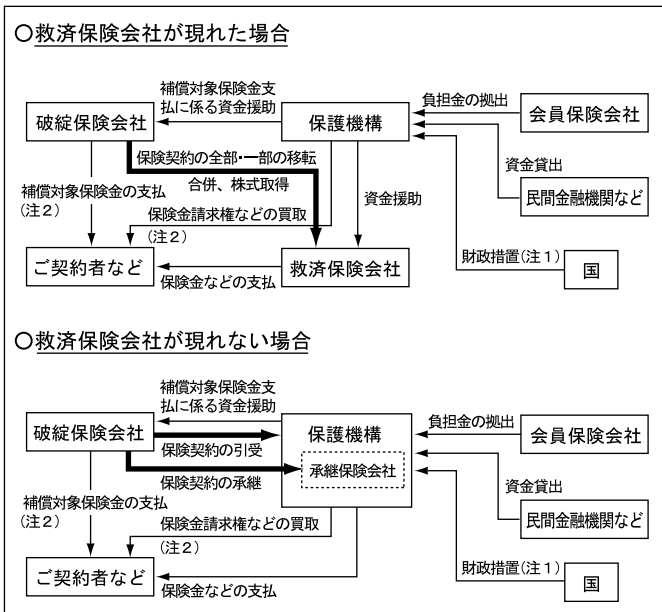 ○救済保険会社が現れた場合
補償対象保険金支
払に係る資金援助
負担金の拠出
破綻保険会社
保護機構
会員保険会社
保険契約の全部・一部の移転
資金貸出
合併、株式取得
補償対象保険金の支払
(注2)
資金援助
民間金融機関など
保険金請求権などの買取
(注2)
財政措置(注1)
ご契約者など
救済保険会社
国
保険金などの支払
○救済保険会社が現れない場合
補償対象保険金支
払に係る資金援助
負担金の拠出
破綻保険会社
保護機構
会員保険会社
保険契約の引受
承継保険会社
保険契約の承継
資金貸出
補償対象保険金の支払
(注2)
民間金融機関など
保険金請求権などの買取
(注2)
財政措置(注1)
ご契約者など
国
保険金などの支払